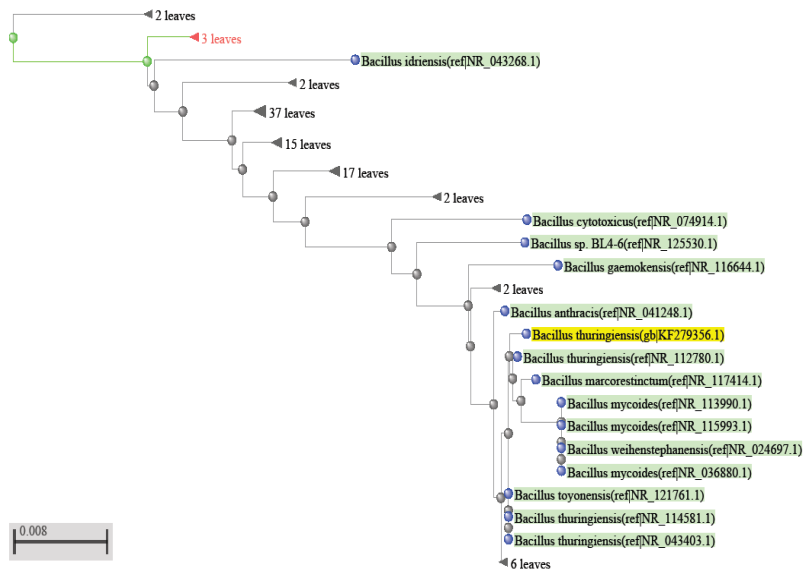 2 leaves
3 leaves
Bacillus idriensis(ref|NR_043268.1)
2 leaves
37 leaves
15 leaves
17 leaves
2 leaves
Bacillus cytotoxicus(ref|NR_074914.1)
Bacillus sp. BL4-6(ref|NR_125530.1)
Bacillus gaemokensis(ref|NR_116644.1)
2 leaves
Bacillus anthracis(ref|NR_041248.1)
Bacillus thuringiensis(gb|KF279356.1)
Bacillus thuringiensis(ref|NR_112780.1)
Bacillus marcorestinctum(ref|NR_117414.1)
Bacillus mycoides(ref|NR_113990.1)
Bacillus mycoides(ref|NR_115993.1)
Bacillus weihenstephanensis(ref|NR_024697.1)
Bacillus mycoides(ref|NR_036880.1)
Bacillus toyonensis(ref|NR_121761.1)
Bacillus thuringiensis(ref|NR_114581.1)
Bacillus thuringiensis(ref|NR_043403.1)
6 leaves
0.008